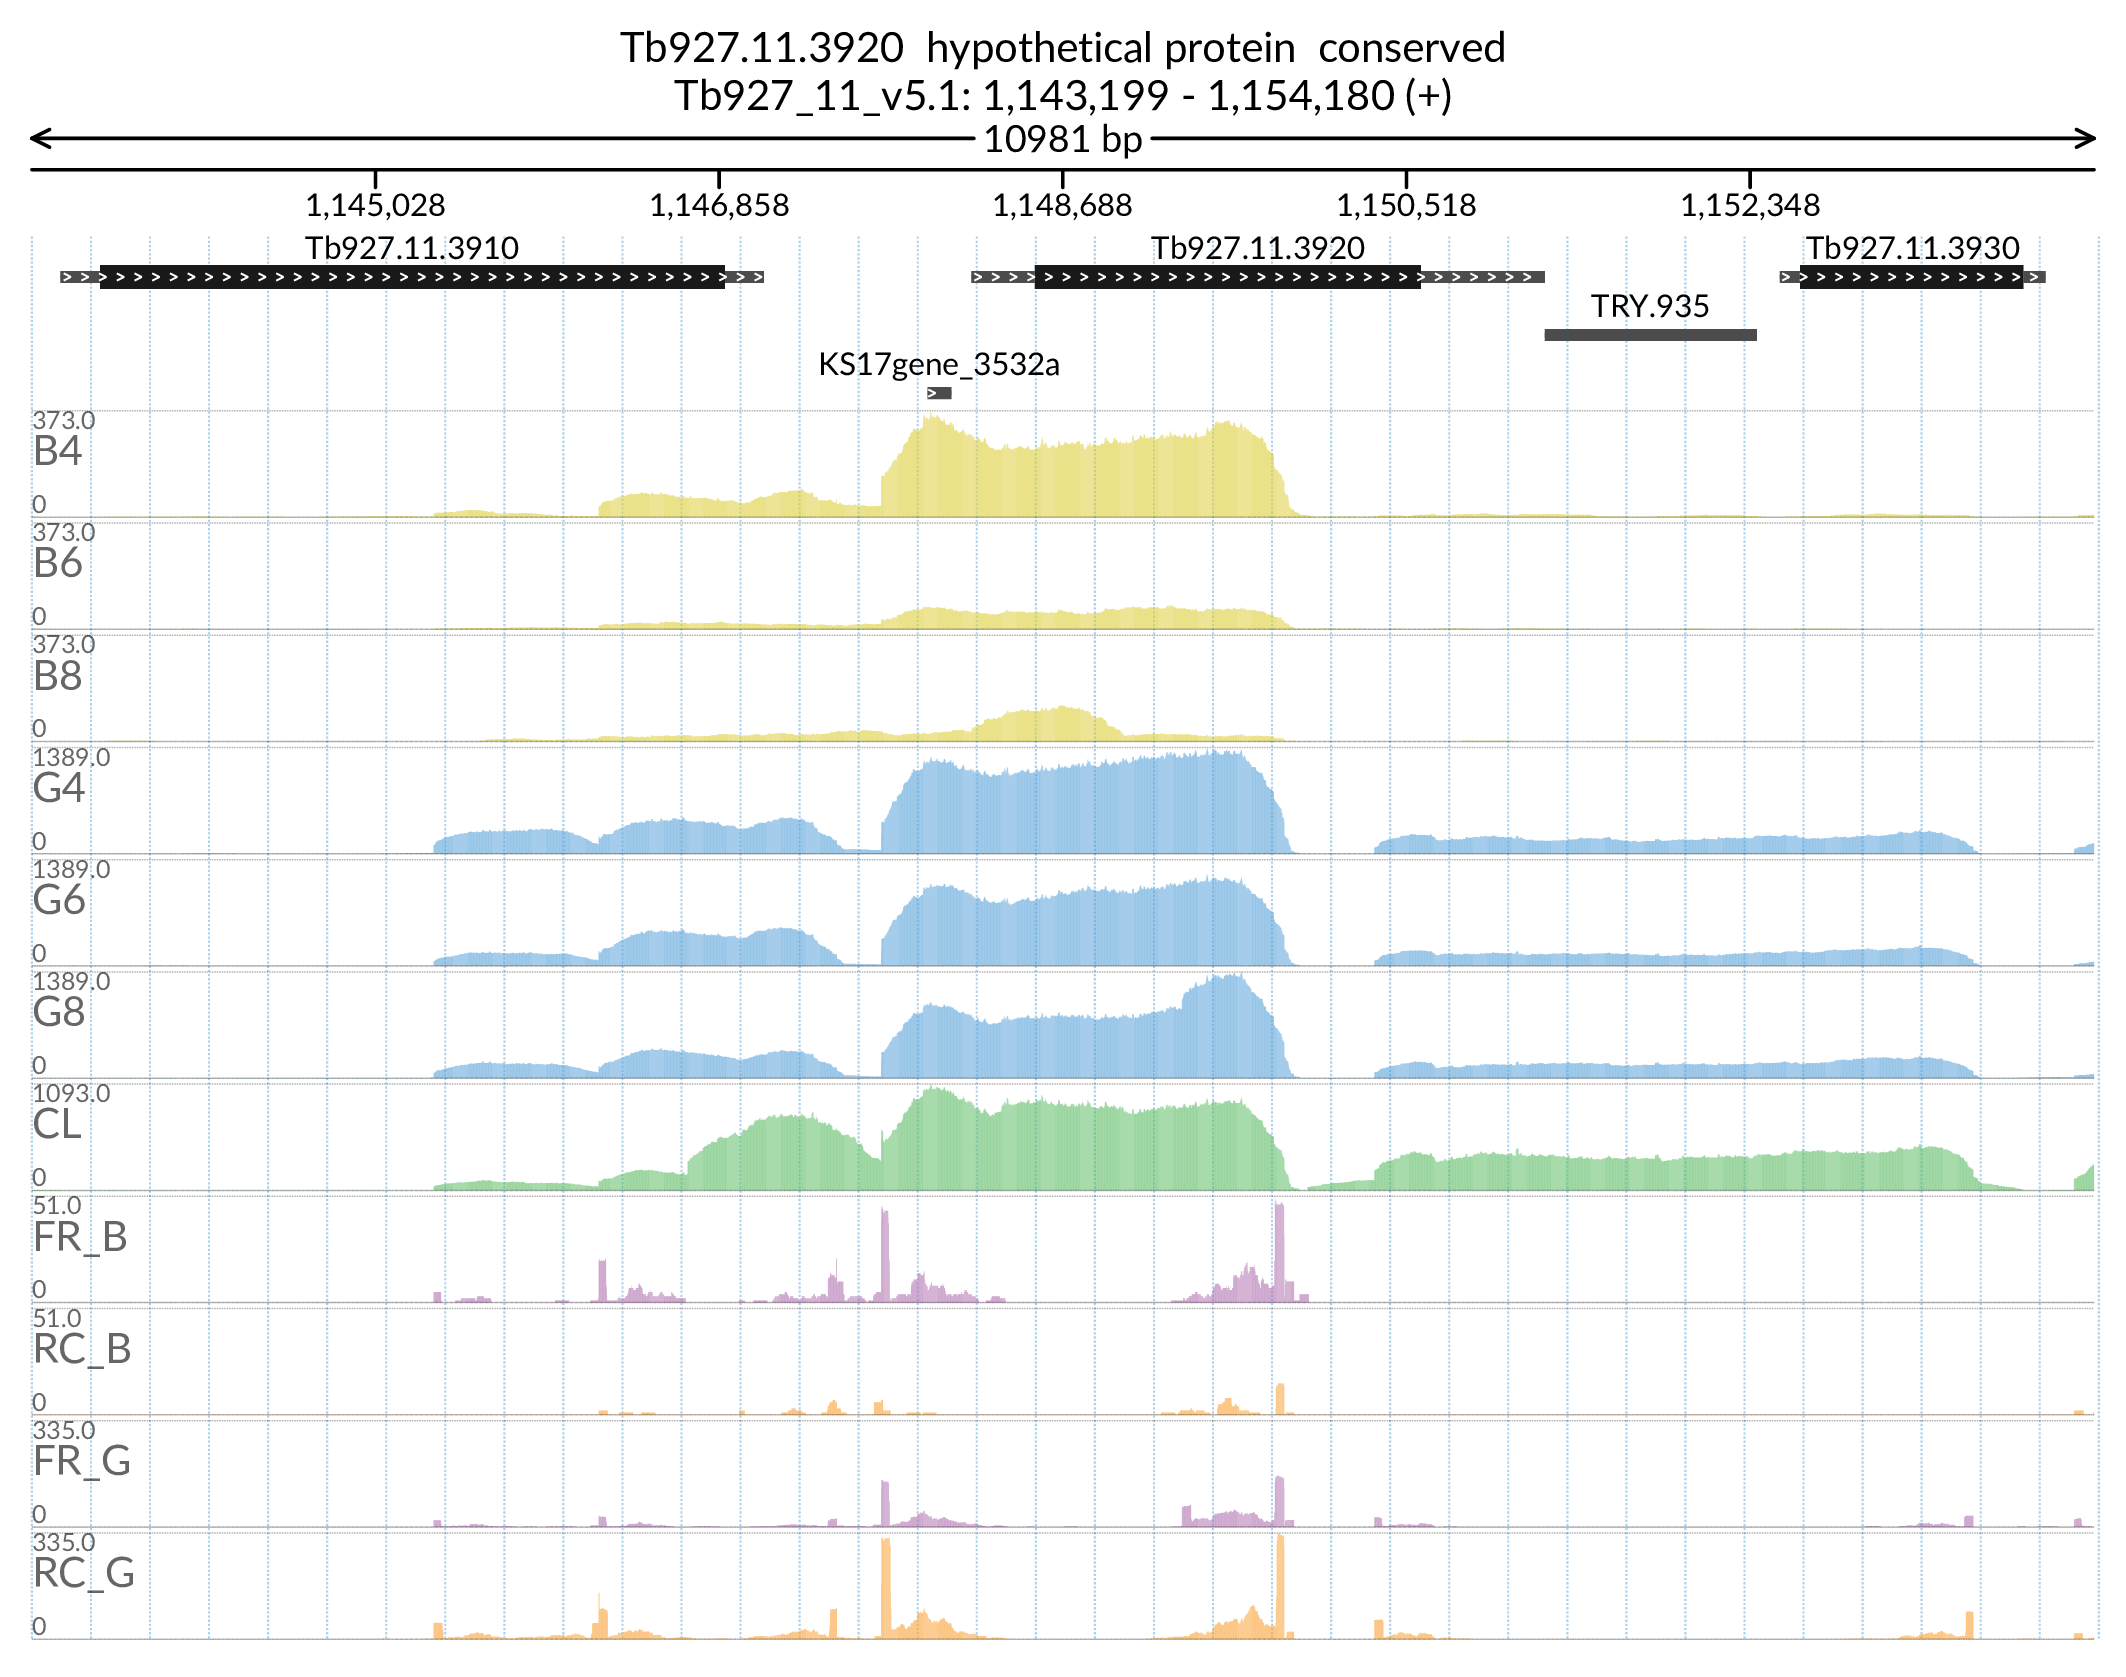 Tb927.11.3920 hypothetical protein conserved
Tb927_11_v5.1: 1,143,199 - 1,154,180 (+)
10981 bp
1,145,028 1,146,858 1,148,688 1,150,518 1,152,348
Tb927.11.3910 Tb927.11.3920 Tb927.11.3930
TRY.935
KS17gene_3532a
373.0
B4
0
373.0
B6
0
373.0
B8
0
1389.0
G4
0
1389.0
G6
0
1389.0
G8
0
1093.0
CL
0
51.0
FR_B
0
51.0
RC_B
0
335.0
FR_G
0
335.0
RC_G
0